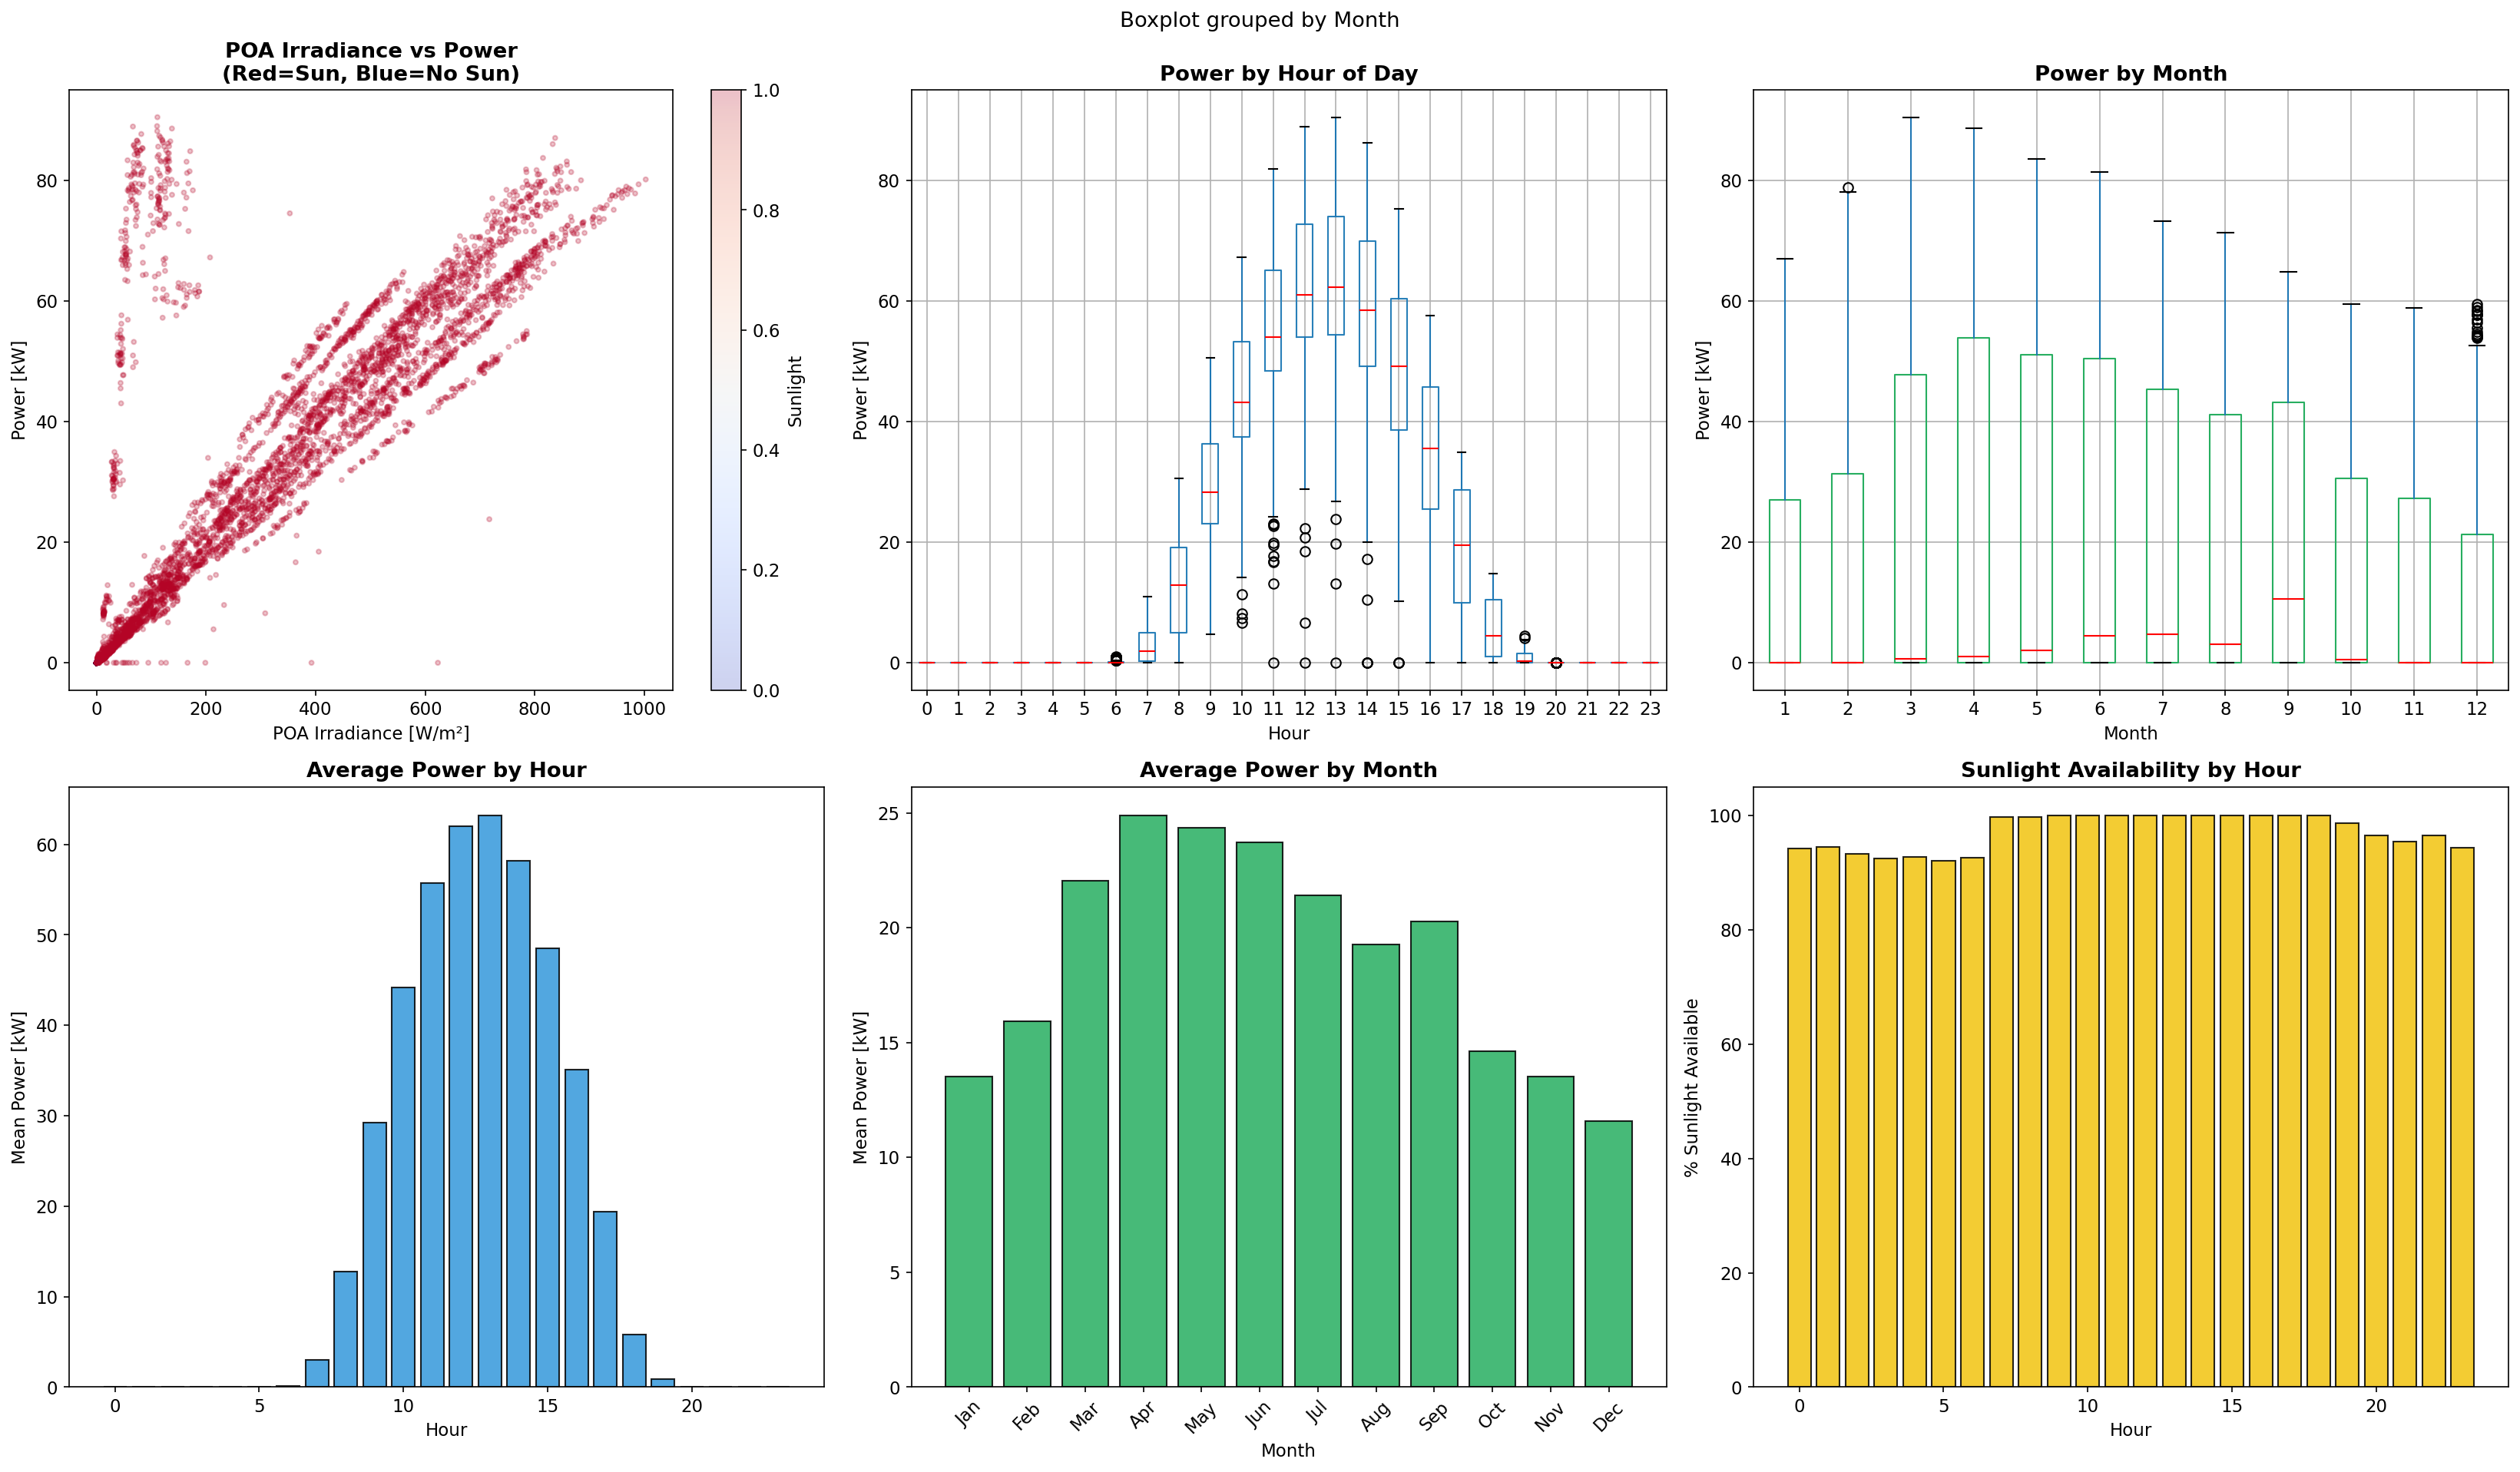 Boxplot grouped by Month
POA Irradiance vs Power
(Red=Sun, Blue=No Sun)
Power [kW]
80
60
40
20
0
0 200 400 600 800 1000
POA Irradiance [W/m²]
1.0
0.8
0.6
0.4
0.2
0.0
Sunlight
Power by Hour of Day
Power [kW]
80
60
40
20
0
0 1 2 3 4 5 6 7 8 9 10 11 12 13 14 15 16 17 18 19 20 21 22 23
Hour
Power by Month
Power [kW]
80
60
40
20
0
1 2 3 4 5 6 7 8 9 10 11 12
Month
Average Power by Hour
Mean Power [kW]
60
50
40
30
20
10
0
0 5 10 15 20
Hour
Average Power by Month
Mean Power [kW]
25
20
15
10
5
0
Jan Feb Mar Apr May Jun Jul Aug Sep Oct Nov Dec
Month
Sunlight Availability by Hour
% Sunlight Available
100
80
60
40
20
0
0 5 10 15 20
Hour